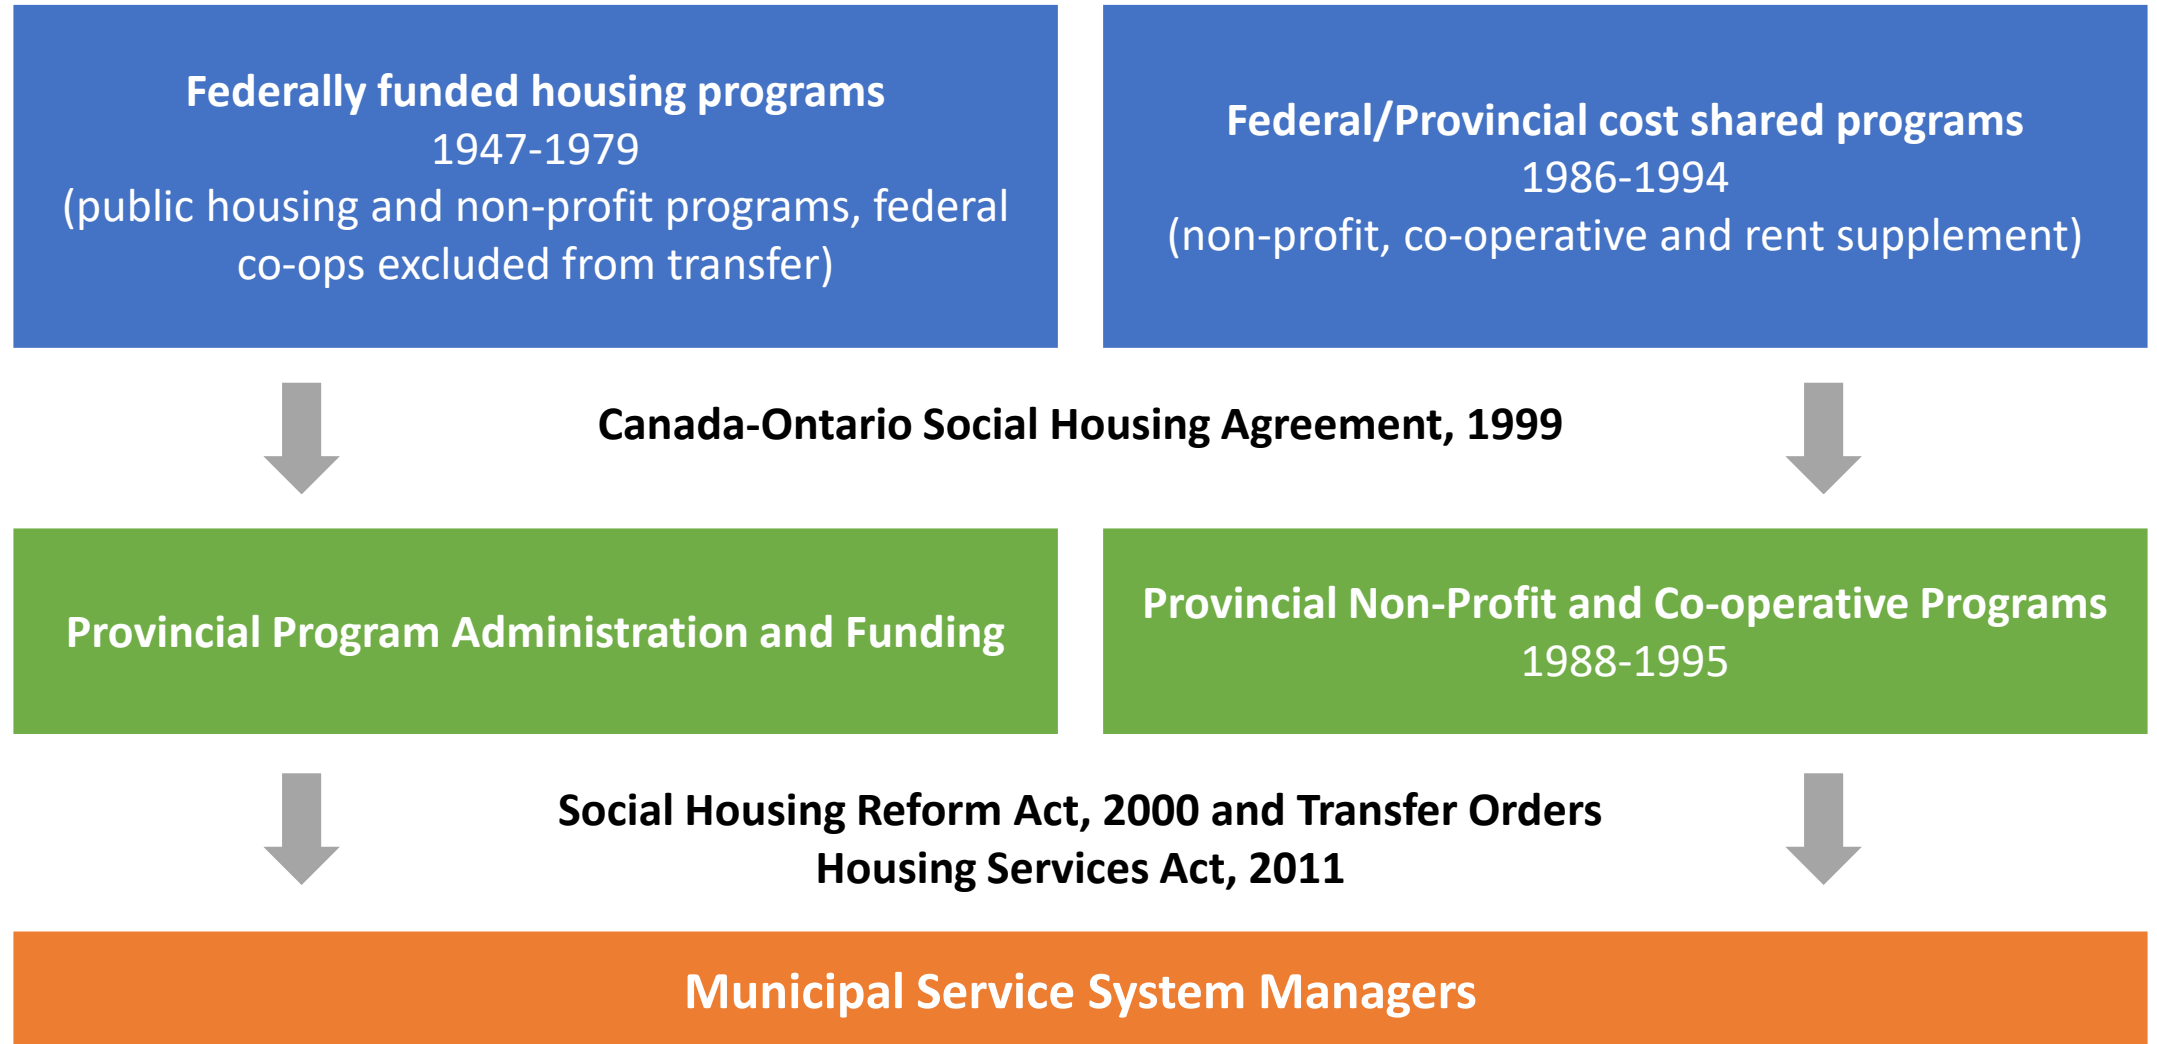 Federally funded housing programs
1947-1979
(public housing and non-profit programs, federal
co-ops excluded from transfer)
Federal/Provincial cost shared programs
1986-1994
(non-profit, co-operative and rent supplement)
Canada-Ontario Social Housing Agreement, 1999
Provincial Program Administration and Funding
Provincial Non-Profit and Co-operative Programs
1988-1995
Social Housing Reform Act, 2000 and Transfer Orders
Housing Services Act, 2011
Municipal Service System Managers